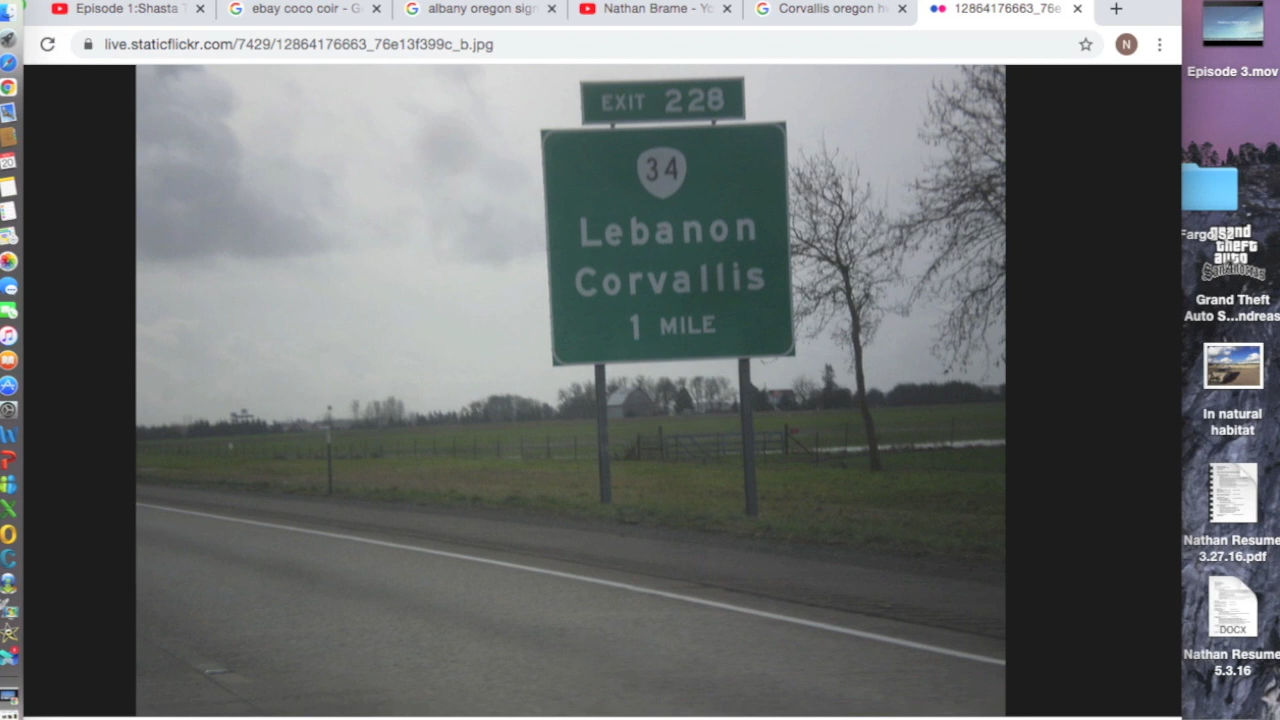 Episode 1:Shasta
ebay coco coir - G
albany oregon sign
Nathan Brame - Yo
Corvallis oregon h
12864176663_76e
live.staticflickr.com/7429/12864176663_76e13f399c_b.jpg
N
EXIT 228
34
Lebanon
Corvallis
1 MILE
Episode 3.mov
Fargo
grand
theft
auto
San Andreas
Grand Theft
Auto S...ndreas
In natural
habitat
Nathan Resume
3.27.16.pdf
DOCX
Nathan Resume
5.3.16
20